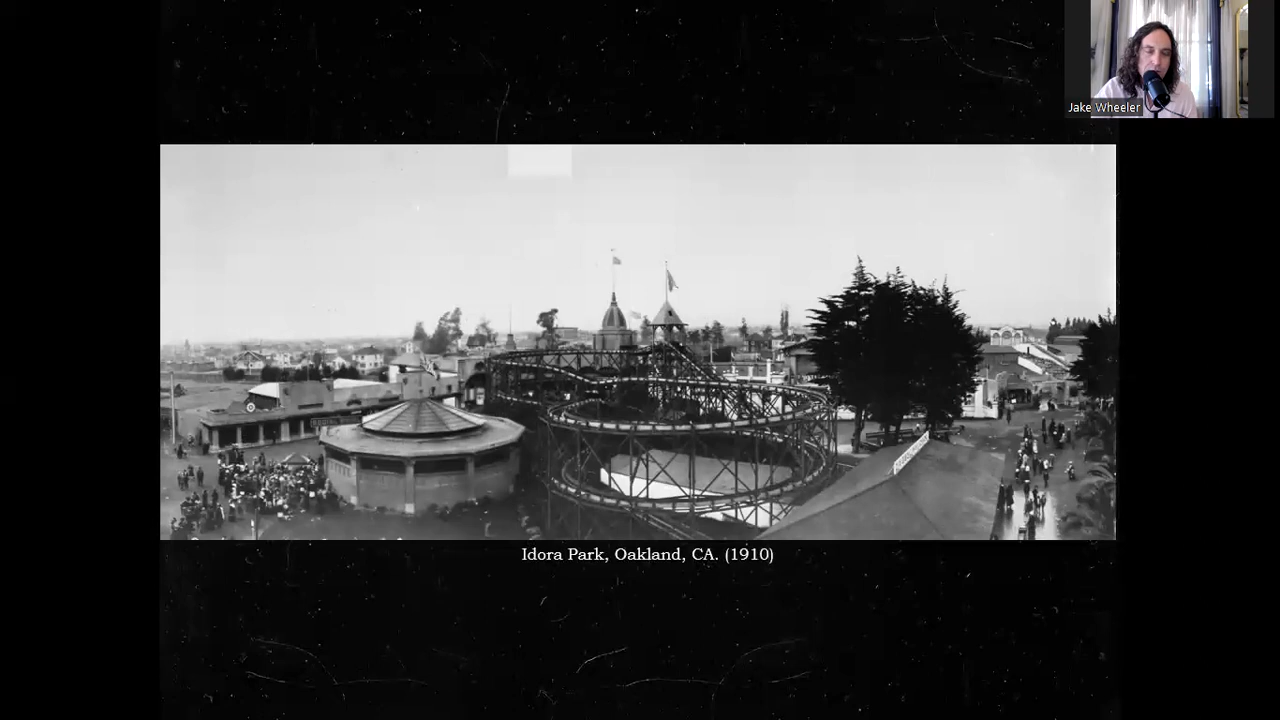 Jake Wheeler
Idora Park, Oakland, CA. (1910)